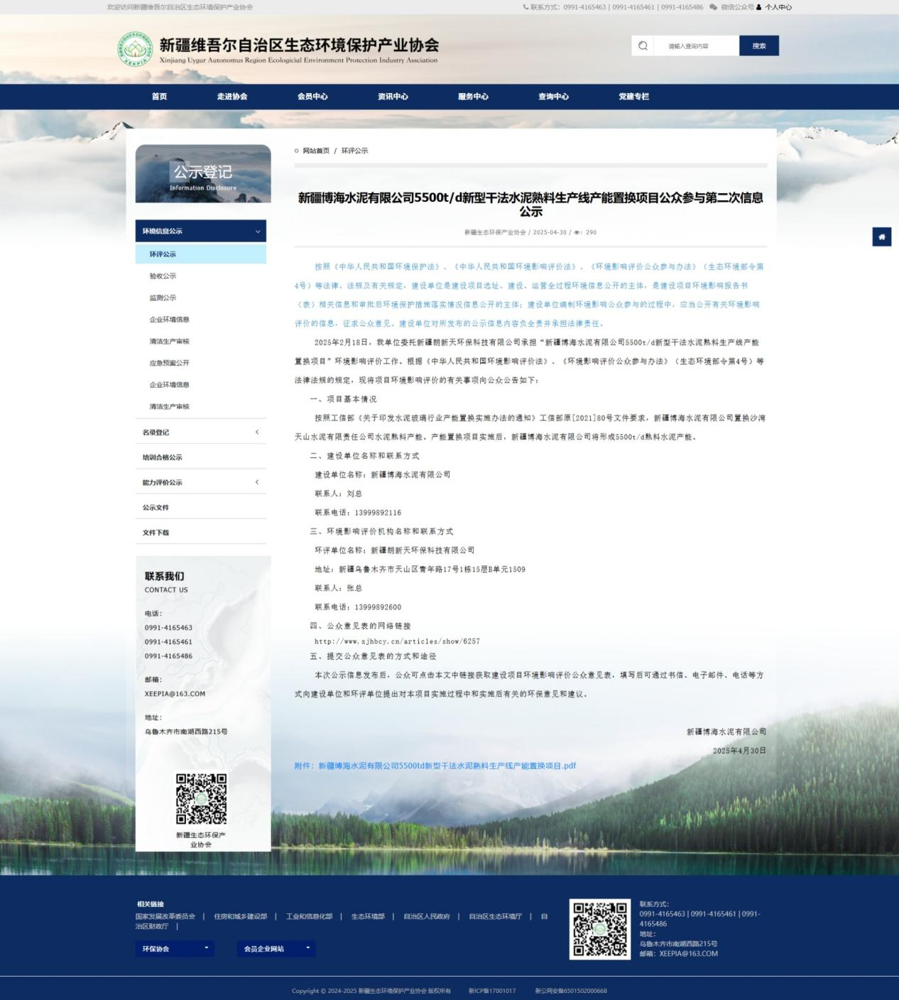 欢迎访问新疆维吾尔自治区生态环境保护产业协会
联系方式：0991-4165463 | 0991-4165461 | 0991-4165486 微信公众号 个人中心
新疆维吾尔自治区生态环境保护产业协会
Xinjiang Uygur Autonomus Region Ecologicial Environment Protection Industry Assciation
XEEPIA
请输入查询内容 搜索
首页 走进协会 会员中心 资讯中心 服务中心 查询中心 党建专栏
公示登记
Information Disclosure
环境信息公示
环评公示
验收公示
监测公示
企业环境信息
清洁生产审核
应急预案公开
企业环境信息
清洁生产审核
名录登记
培训合格公示
能力评价公示
公示文件
文件下载
联系我们
CONTACT US
电话：
0991-4165463
0991-4165461
0991-4165486
邮箱：
XEEPIA@163.COM
地址：
乌鲁木齐市南湖西路215号
新疆生态环保产
业协会
网站首页 / 环评公示
新疆博海水泥有限公司5500t/d新型干法水泥熟料生产线产能置换项目公众参与第二次信息
公示
新疆生态环保产业协会 / 2025-04-30 / ：290
按照《中华人民共和国环境保护法》、《中华人民共和国环境影响评价法》、《环境影响评价公众参与办法》（生态环境部令第
4号）等法律、法规及有关规定，建设单位是建设项目选址、建设、运营全过程环境信息公开的主体，是建设项目环境影响报告书
（表）相关信息和审批后环境保护措施落实情况信息公开的主体；建设单位编制环境影响公众参与的过程中，应当公开有关环境影响
评价的信息，征求公众意见。建设单位对所发布的公示信息内容负全责并承担法律责任。
2025年2月18日，我单位委托新疆朗新天环保科技有限公司承担“新疆博海水泥有限公司5500t/d新型干法水泥熟料生产线产能
置换项目”环境影响评价工作。根据《中华人民共和国环境影响评价法》、《环境影响评价公众参与办法》（生态环境部令第4号）等
法律法规的规定，现将项目环境影响评价的有关事项向公众公告如下：
一、项目基本情况
按照工信部《关于印发水泥玻璃行业产能置换实施办法的通知》工信部原[2021]80号文件要求，新疆博海水泥有限公司置换沙湾
天山水泥有限责任公司水泥熟料产能。产能置换项目实施后，新疆博海水泥有限公司将形成5500t/d熟料水泥产能。
二、建设单位名称和联系方式
建设单位名称：新疆博海水泥有限公司
联系人：刘总
联系电话：13999892116
三、环境影响评价机构名称和联系方式
环评单位名称：新疆朗新天环保科技有限公司
地址：新疆乌鲁木齐市天山区青年路17号1栋15层B单元1509
联系人：张总
联系电话：13999892600
四、公众意见表的网络链接
http://www.xjhbcy.cn/articles/show/6257
五、提交公众意见表的方式和途径
本次公示信息发布后，公众可点击本文中链接获取建设项目环境影响评价公众意见表，填写后可通过书信、电子邮件、电话等方
式向建设单位和环评单位提出对本项目实施过程中和实施后有关的环保意见和建议。
新疆博海水泥有限公司
2025年4月30日
附件：新疆博海水泥有限公司5500td新型干法水泥熟料生产线产能置换项目.pdf
相关链接
国家发展改革委员会 | 住房和城乡建设部 | 工业和信息化部 | 生态环境部 | 自治区人民政府 | 自治区生态环境厅 | 自
治区财政厅 |
环保协会 会员企业网站
联系方式：
0991-4165463 | 0991-4165461 | 0991-
4165486
地址：
乌鲁木齐市南湖西路215号
邮箱：XEEPIA@163.COM
Copyright © 2024-2025 新疆生态环境保护产业协会 版权所有 新ICP备17001017 新公网安备6501502000668